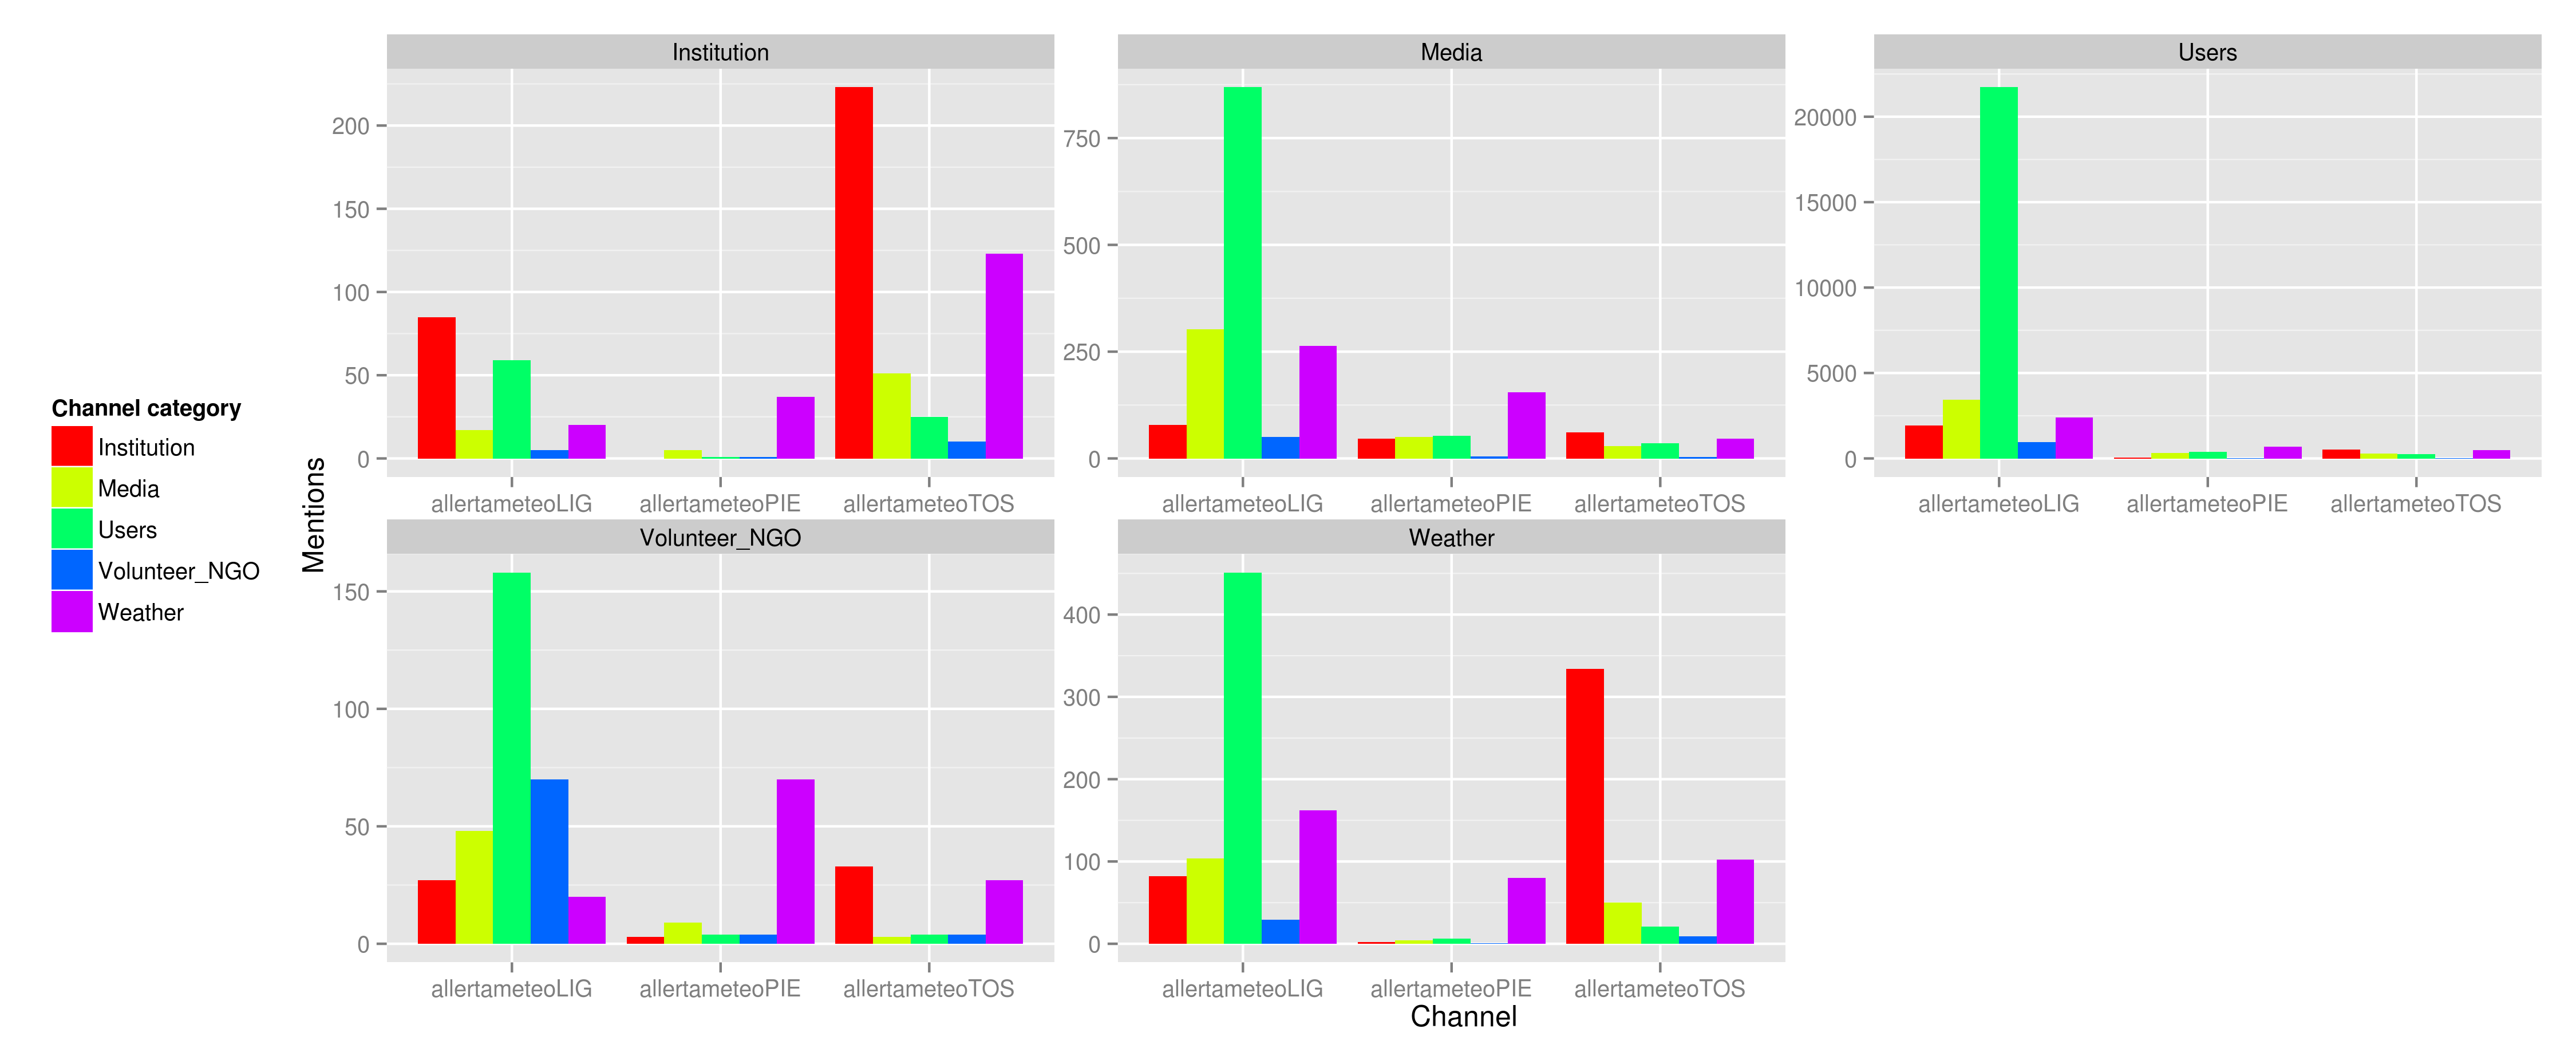 Institution
Media
Users
200
150
100
50
0
750
500
250
0
20000
15000
10000
5000
0
allertameteoLIG allertameteoPIE allertameteoTOS
allertameteoLIG allertameteoPIE allertameteoTOS
allertameteoLIG allertameteoPIE allertameteoTOS
Channel category
Institution
Media
Users
Volunteer_NGO
Weather
Mentions
Volunteer_NGO
Weather
150
100
50
0
400
300
200
100
0
allertameteoLIG allertameteoPIE allertameteoTOS
allertameteoLIG allertameteoPIE allertameteoTOS
Channel